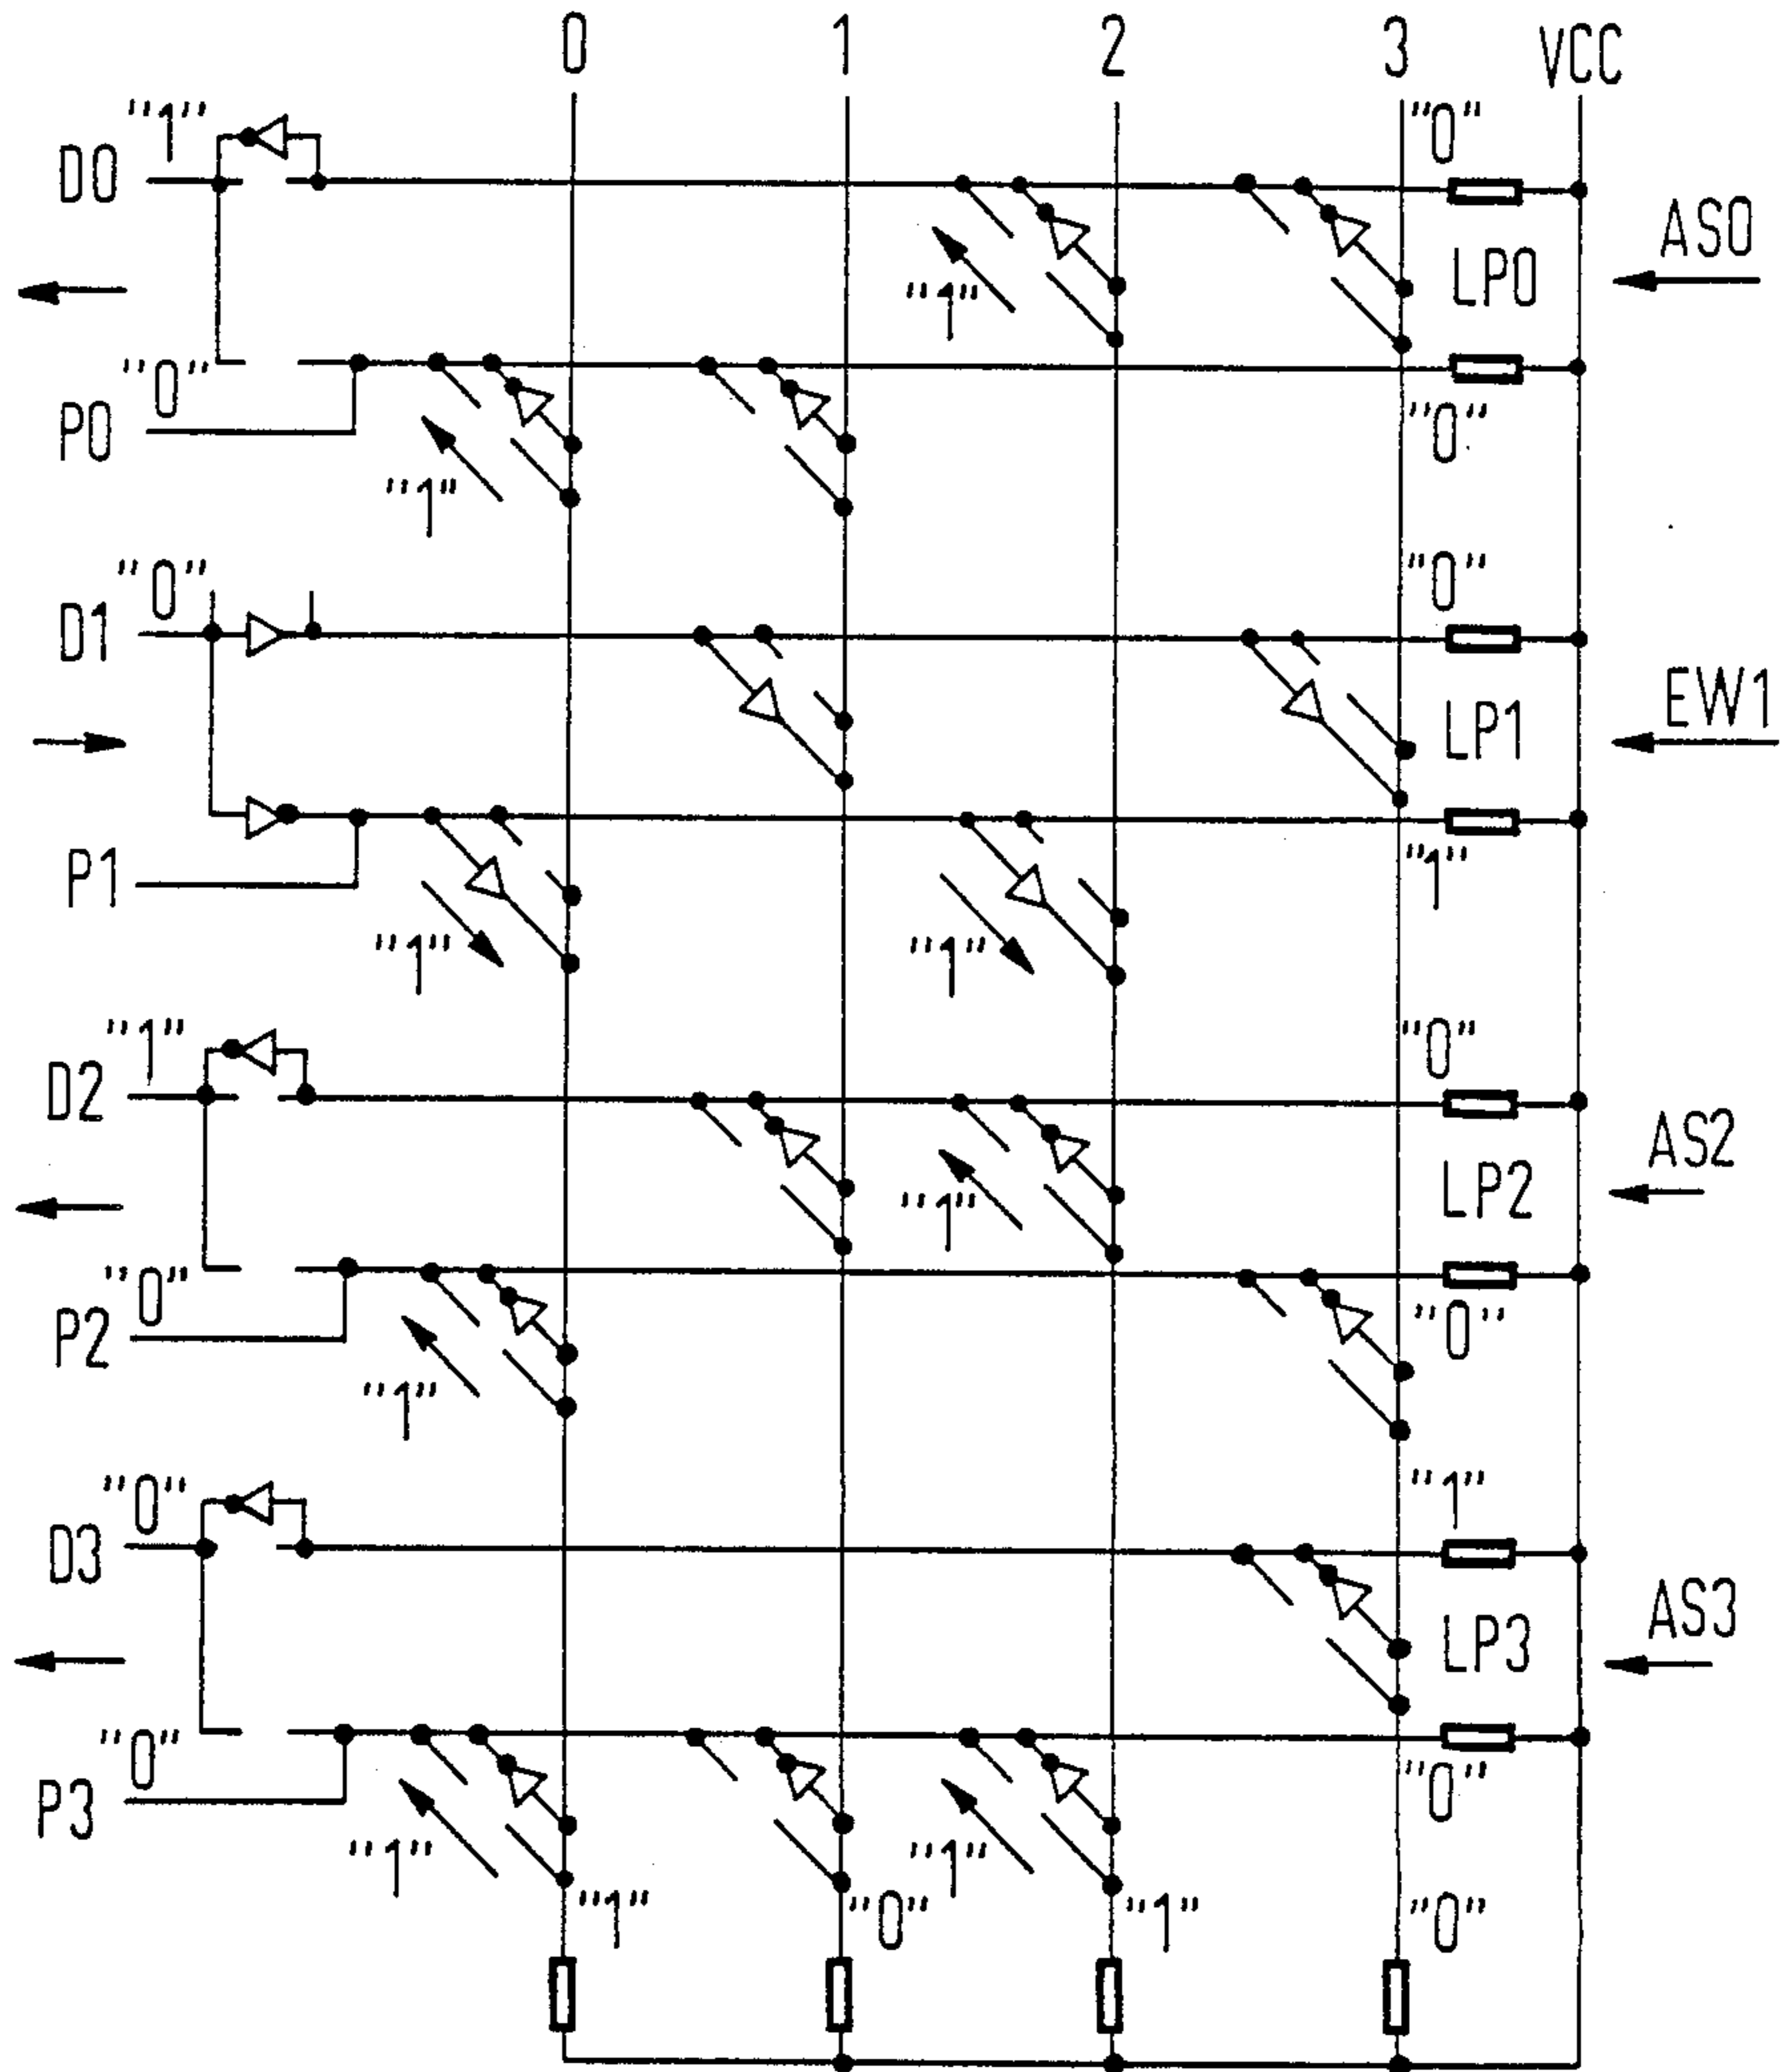 0 1 2 3 VCC
D0 "1" "0"
AS0
"1" LP0
P0 "0" "0"
"1"
D1 "0" "0"
LP1 EW1
P1 "1"
"1" "1"
D2 "1" "0"
AS2
"1" LP2
P2 "0" "0"
"1"
D3 "0" "1"
LP3 AS3
P3 "0" "0"
"1" "1"
"1" "0" "1" "0"